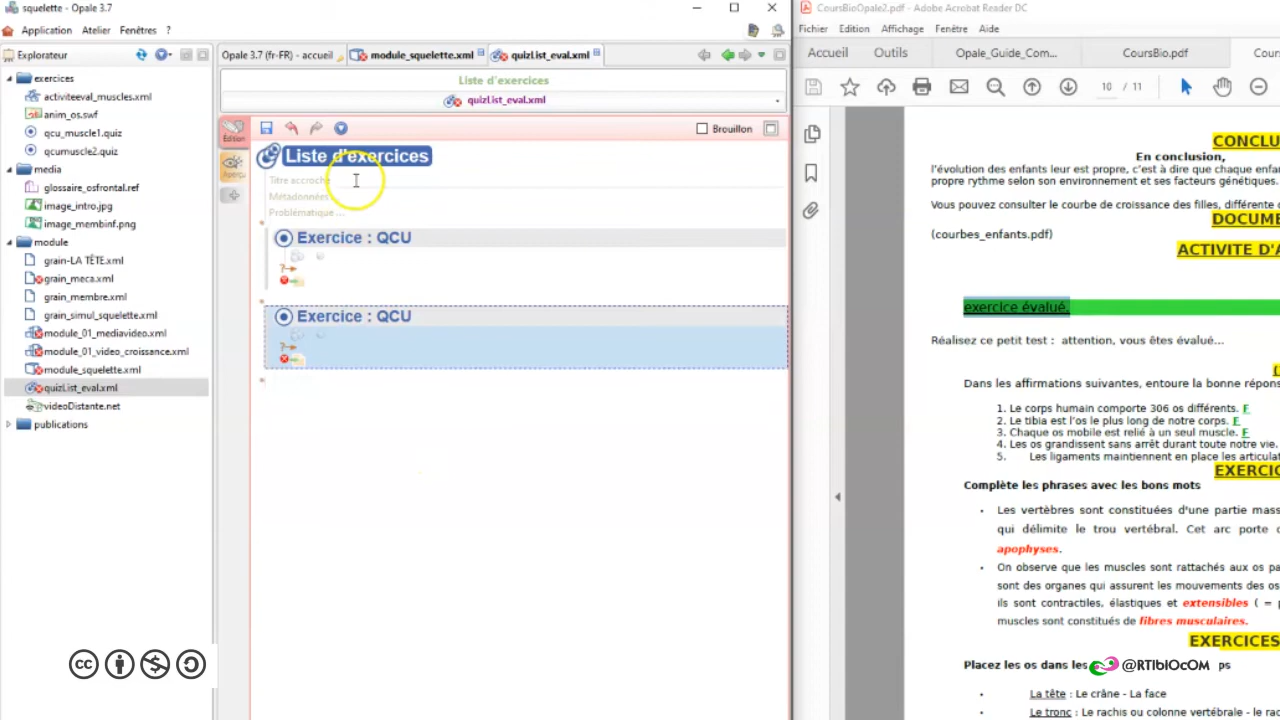 squelette - Opale 3.7
Application Atelier Fenêtres ?
Explorateur
exercices
activiteeval_muscles.xml
anim_os.swf
qcu_muscle1.quiz
qcumuscle2.quiz
media
glossaire_osfrontal.ref
image_intro.jpg
image_membinf.png
module
grain-LA TÊTE.xml
grain_meca.xml
grain_membre.xml
grain_simul_squelette.xml
module_01_mediavideo.xml
module_01_video_croissance.xml
module_squelette.xml
quizList_eval.xml
videoDistante.net
publications
Opale 3.7 (fr-FR) - accueil
module_squelette.xml
quizList_eval.xml
Liste d'exercices
quizList_eval.xml
Edition
Aperçu
Brouillon
Liste d'exercices
Titre accroche
Métadonnées
Problématique ...
Exercice : QCU
Exercice : QCU
CoursBioOpale2.pdf - Adobe Acrobat Reader DC
Fichier Edition Affichage Fenêtre Aide
Accueil Outils Opale_Guide_Com... CoursBio.pdf Cour
10 / 11
CONCLU
En conclusion,
l'évolution des enfants leur est propre, c'est à dire que chaque enfan
propre rythme selon son environnement et ses facteurs génétiques.
Vous pouvez consulter le courbe de croissance des filles, différente d
DOCUME
(courbes_enfants.pdf)
ACTIVITE D'A
exercice évalué.
Réalisez ce petit test : attention, vous êtes évalué...
Dans les affirmations suivantes, entoure la bonne répons
1. Le corps humain comporte 306 os différents. F
2. Le tibia est l'os le plus long de notre corps. F
3. Chaque os mobile est relié à un seul muscle. F
4. Les os grandissent sans arrêt durant toute notre vie.
5. Les ligaments maintiennent en place les articulat
EXERCIC
Complète les phrases avec les bons mots
• Les vertèbres sont constituées d'une partie mass
qui délimite le trou vertébral. Cet arc porte d
apophyses.
• On observe que les muscles sont rattachés aux os pa
sont des organes qui assurent les mouvements des os
ils sont contractiles, élastiques et extensibles ( = p
muscles sont constitués de fibres musculaires.
EXERCICES
Placez les os dans les @RTIbIOcOM ps
• La tête : Le crâne - La face
• Le tronc : Le rachis ou colonne vertébrale - le rac